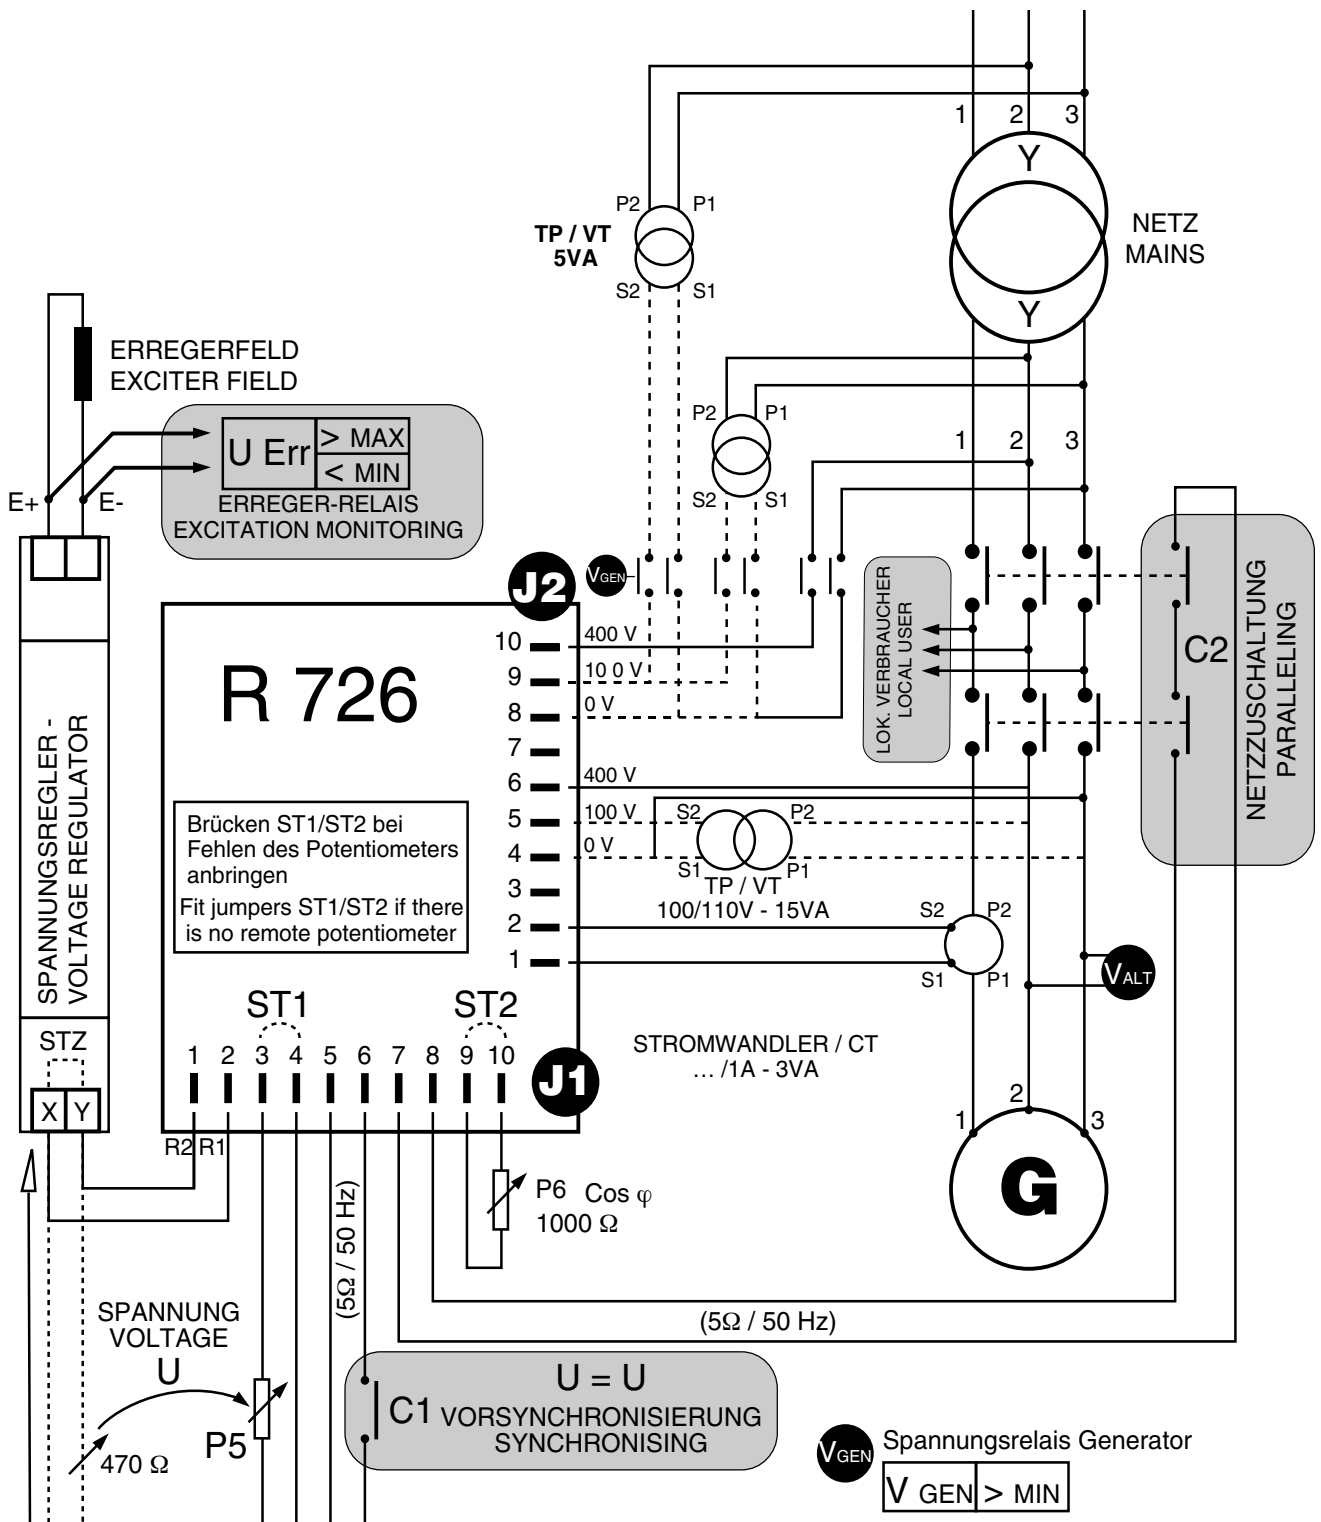 1 2 3
Y
P2 P1
TP / VT
5VA
S2 S1
NETZ
MAINS
Y
ERREGERFELD
EXCITER FIELD
P2 P1
1 2 3
U Err
> MAX
< MIN
S2 S1
E+ E-
ERREGER-RELAIS
EXCITATION MONITORING
J2
VGEN
R 726
10 400 V
9 10 0 V
8 0 V
7
6 400 V
5 100 V
4 0 V
3
2
1
LOK. VERBRAUCHER
LOCAL USER
C2
NETZZUSCHALTUNG
PARALLELING
SPANNUNGSREGLER -
VOLTAGE REGULATOR
Brücken ST1/ST2 bei
Fehlen des Potentiometers
anbringen
Fit jumpers ST1/ST2 if there
is no remote potentiometer
S2 P2
S1 P1
TP / VT
100/110V - 15VA
S2 P2
S1 P1
VALT
ST1 ST2
STROMWANDLER / CT
... /1A - 3VA
STZ
1 2 3 4 5 6 7 8 9 10
J1
X Y
R2 R1
1 2 3
G
P6 Cos φ
1000 Ω
(5Ω / 50 Hz)
(5Ω / 50 Hz)
SPANNUNG
VOLTAGE
U
P5
470 Ω
U = U
C1
VORSYNCHRONISIERUNG
SYNCHRONISING
VGEN
Spannungsrelais Generator
V GEN > MIN